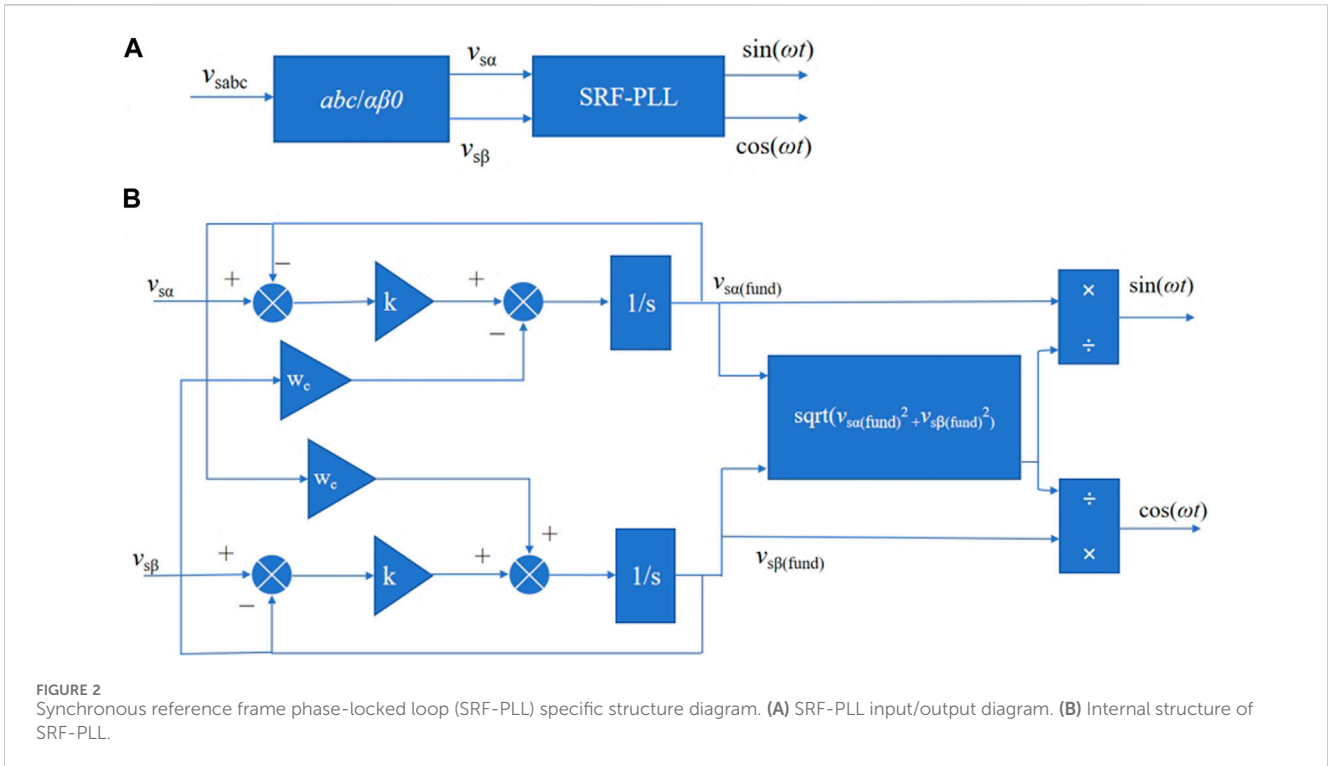 A
v_sabc
abc/αβ0
v_sα
v_sβ
SRF-PLL
sin(ωt)
cos(ωt)
B
v_sα
+
−
k
+
−
1/s
v_sα(fund)
×
÷
sin(ωt)
w_c
sqrt(v_sα(fund)^2 +v_sβ(fund)^2)
w_c
v_sβ
+
−
k
+
+
1/s
v_sβ(fund)
÷
×
cos(ωt)
FIGURE 2
Synchronous reference frame phase-locked loop (SRF-PLL) specific structure diagram. (A) SRF-PLL input/output diagram. (B) Internal structure of
SRF-PLL.